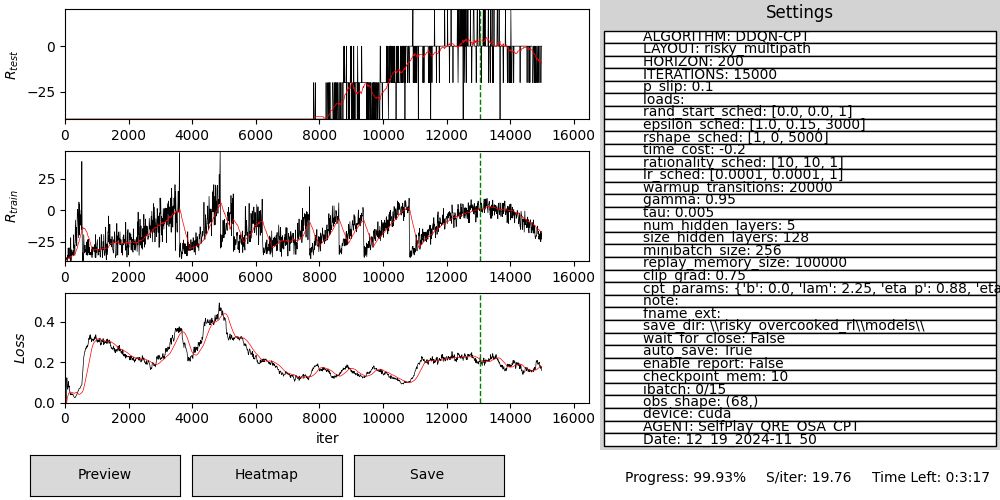 R_test
0
−25
0 2000 4000 6000 8000 10000 12000 14000 16000
R_train
25
0
−25
0 2000 4000 6000 8000 10000 12000 14000 16000
Loss
0.4
0.2
0.0
0 2000 4000 6000 8000 10000 12000 14000 16000
iter
Preview Heatmap Save
Settings
ALGORITHM: DDQN-CPT
LAYOUT: risky_multipath
HORIZON: 200
ITERATIONS: 15000
p_slip: 0.1
loads:
rand_start_sched: [0.0, 0.0, 1]
epsilon_sched: [1.0, 0.15, 3000]
rshape_sched: [1, 0, 5000]
time_cost: -0.2
rationality_sched: [10, 10, 1]
lr_sched: [0.0001, 0.0001, 1]
warmup_transitions: 20000
gamma: 0.95
tau: 0.005
num_hidden_layers: 5
size_hidden_layers: 128
minibatch_size: 256
replay_memory_size: 100000
clip_grad: 0.75
cpt_params: {'b': 0.0, 'lam': 2.25, 'eta_p': 0.88, 'eta
note:
fname_ext:
save_dir: \\risky_overcooked_rl\\models\\
wait_for_close: False
auto_save: True
enable_report: False
checkpoint_mem: 10
ibatch: 0/15
obs_shape: (68,)
device: cuda
AGENT: SelfPlay_QRE_OSA_CPT
Date: 12_19_2024-11_50
Progress: 99.93% S/iter: 19.76 Time Left: 0:3:17